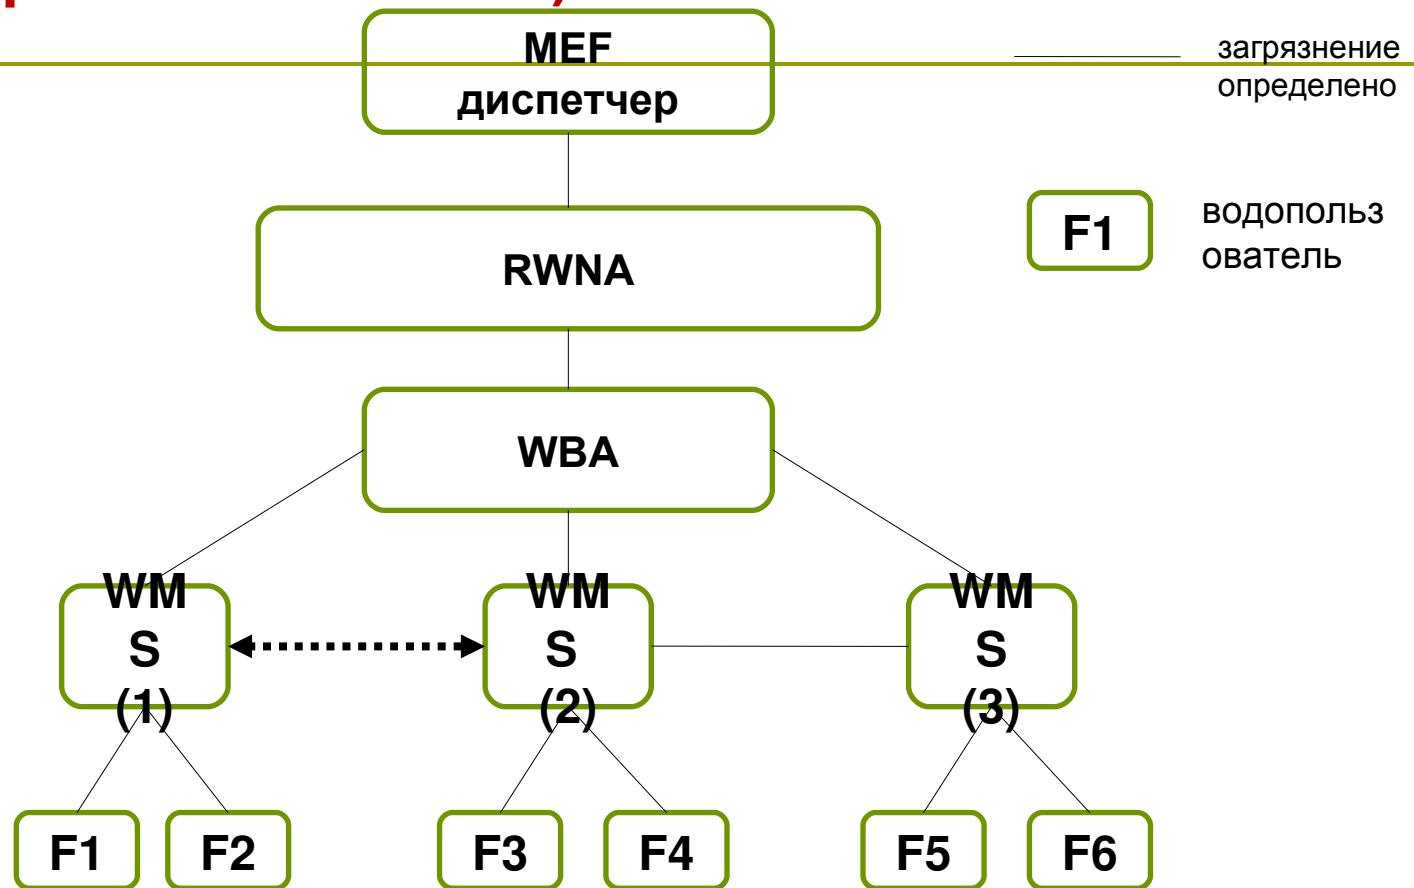 MEF
диспетчер
загрязнение
определено
RWNA
F1
водопольз
ователь
WBA
WM
S
(1)
WM
S
(2)
WM
S
(3)
F1
F2
F3
F4
F5
F6